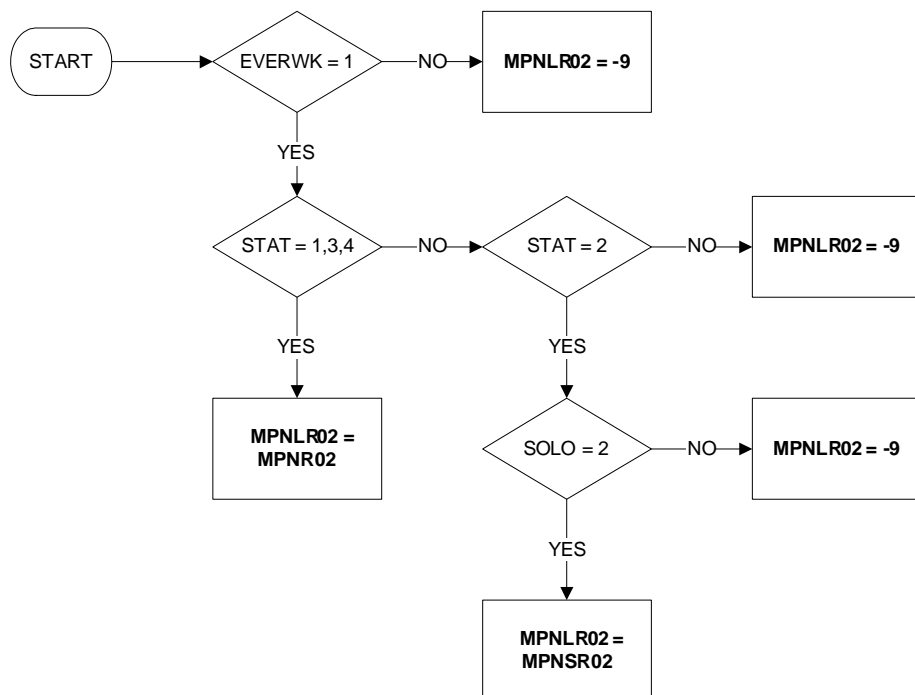 START
EVERWK = 1
NO
MPNLR02 = -9
YES
STAT = 1,3,4
NO
STAT = 2
NO
MPNLR02 = -9
YES
YES
MPNLR02 =
MPNR02
SOLO = 2
NO
MPNLR02 = -9
YES
MPNLR02 =
MPNSR02